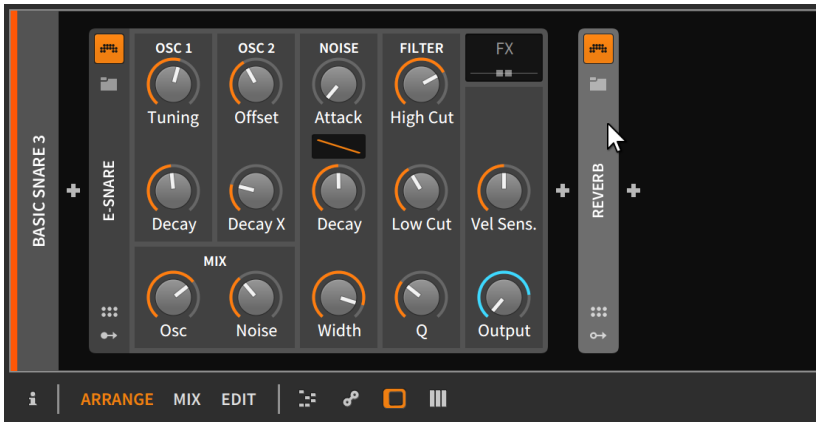 BASIC SNARE 3
E-SNARE
OSC 1 OSC 2 NOISE FILTER FX
Tuning Offset Attack High Cut
Decay Decay X Decay Low Cut Vel Sens.
MIX
Osc Noise Width Q Output
REVERB
i ARRANGE MIX EDIT